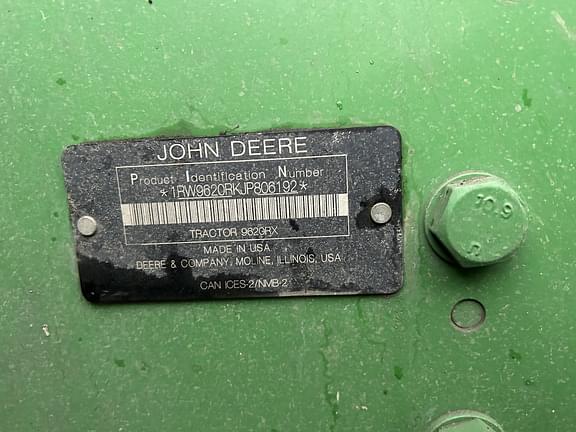 JOHN DEERE
Product Identification Number
*1RW9620RKJP806192*
TRACTOR 9620RX
MADE IN USA
DEERE & COMPANY, MOLINE, ILLINOIS, USA
CAN ICES-2/NMB-2
10.9